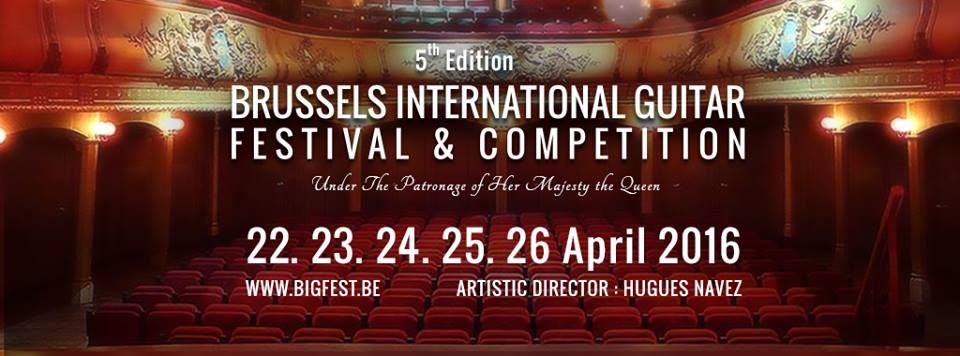 5th Edition
BRUSSELS INTERNATIONAL GUITAR
FESTIVAL & COMPETITION
Under The Patronage of Her Majesty the Queen
22. 23. 24. 25. 26 April 2016
WWW.BIGFEST.BE ARTISTIC DIRECTOR : HUGUES NAVEZ